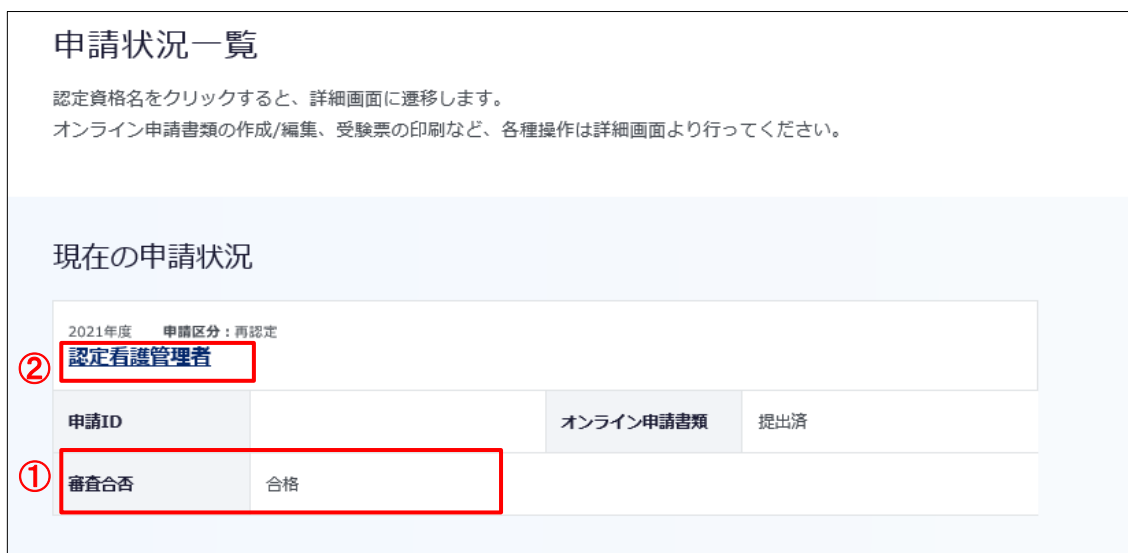 申請状況一覧
認定資格名をクリックすると、詳細画面に遷移します。
オンライン申請書類の作成/編集、受験票の印刷など、各種操作は詳細画面より行ってください。
現在の申請状況
2021年度 申請区分：再認定
② 認定看護管理者
申請ID オンライン申請書類 提出済
① 審査合否 合格